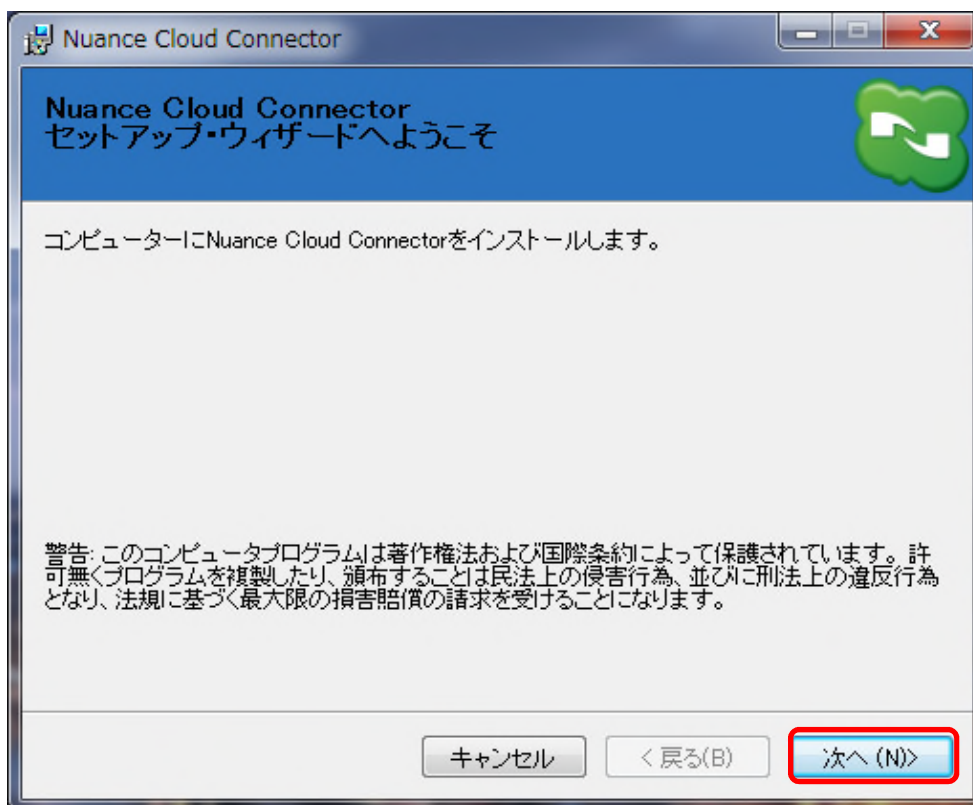 Nuance Cloud Connector
Nuance Cloud Connector
セットアップ・ウィザードへようこそ
コンピューターにNuance Cloud Connectorをインストールします。
警告: このコンピュータプログラムは著作権法および国際条約によって保護されています。許
可無くプログラムを複製したり、頒布することは民法上の侵害行為、並びに刑法上の違反行為
となり、法規に基づく最大限の損害賠償の請求を受けることになります。
キャンセル
< 戻る(B)
次へ (N)>